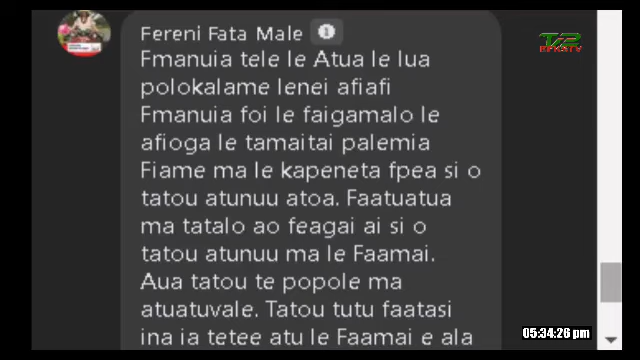 Fereni Fata Male
Fmanuia tele le Atua le lua
polokalame lenei afiafi
Fmanuia foi le faigamalo le
afioga le tamaitai palemia
Fiame ma le kapeneta fpea si o
tatou atunuu atoa. Faatuatua
ma tatalo ao feagai ai si o
tatou atunuu ma le Faamai.
Aua tatou te popole ma
atuatuvale. Tatou tutu faatasi
ina ia tetee atu le Faamai e ala
05:34:26 pm